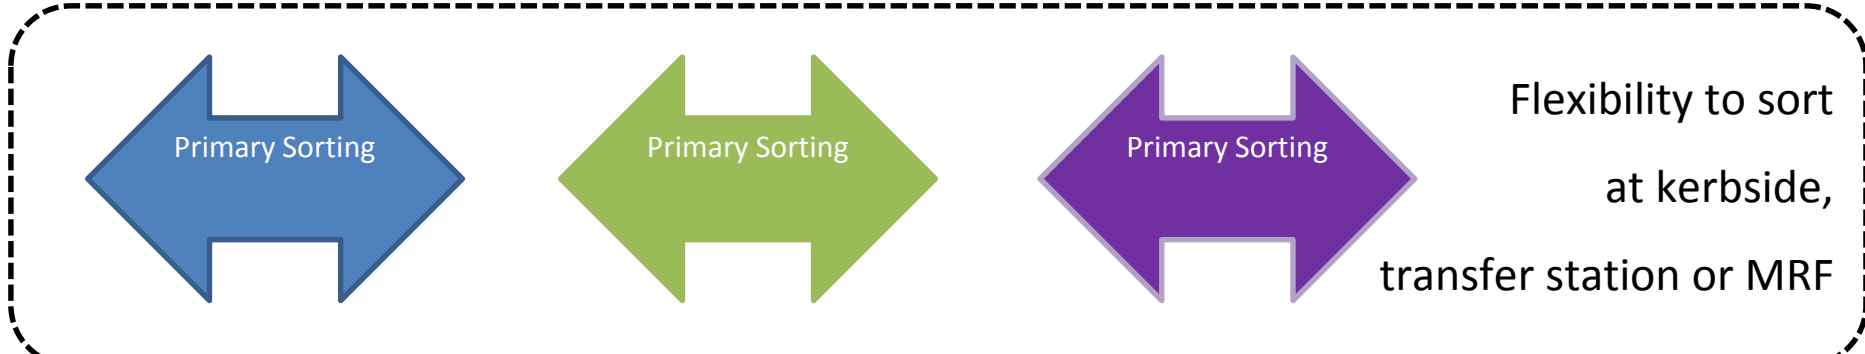 Primary Sorting
Primary Sorting
Primary Sorting
Flexibility to sort
at kerbside,
transfer station or MRF